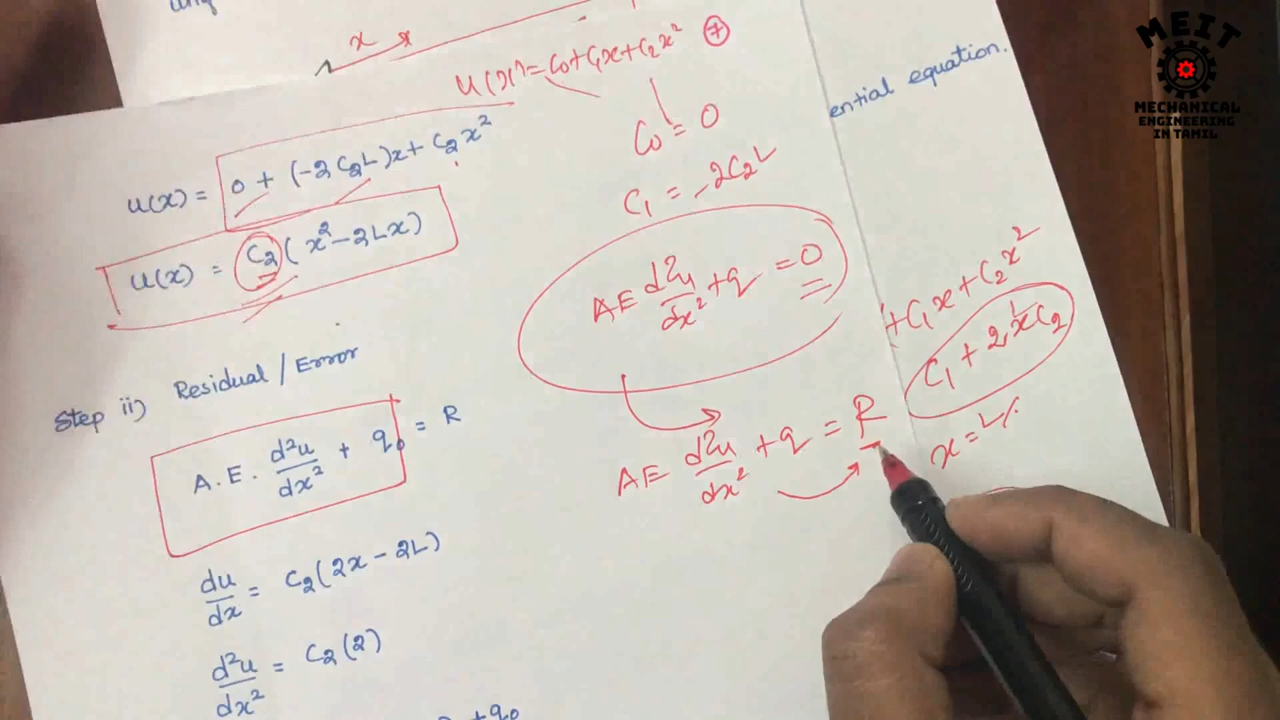 x
U(x) = C0 + C1x + C2x²
C0 = 0
C1 = -2C2L
u(x) = 0 + (-2C2L)x + C2x²
u(x) = C2(x² - 2Lx)
AE d²u/dx² + q = 0
ential equation.
+C1x + C2x²
C1 + 2xC2
Step ii) Residual / Error
A.E. d²u/dx² + q0 = R
AE d²u/dx² + q = R
du/dx = C2(2x - 2L)
d²u/dx² = C2(2)
+q0
MEIT
MECHANICAL
ENGINEERING
IN TAMIL